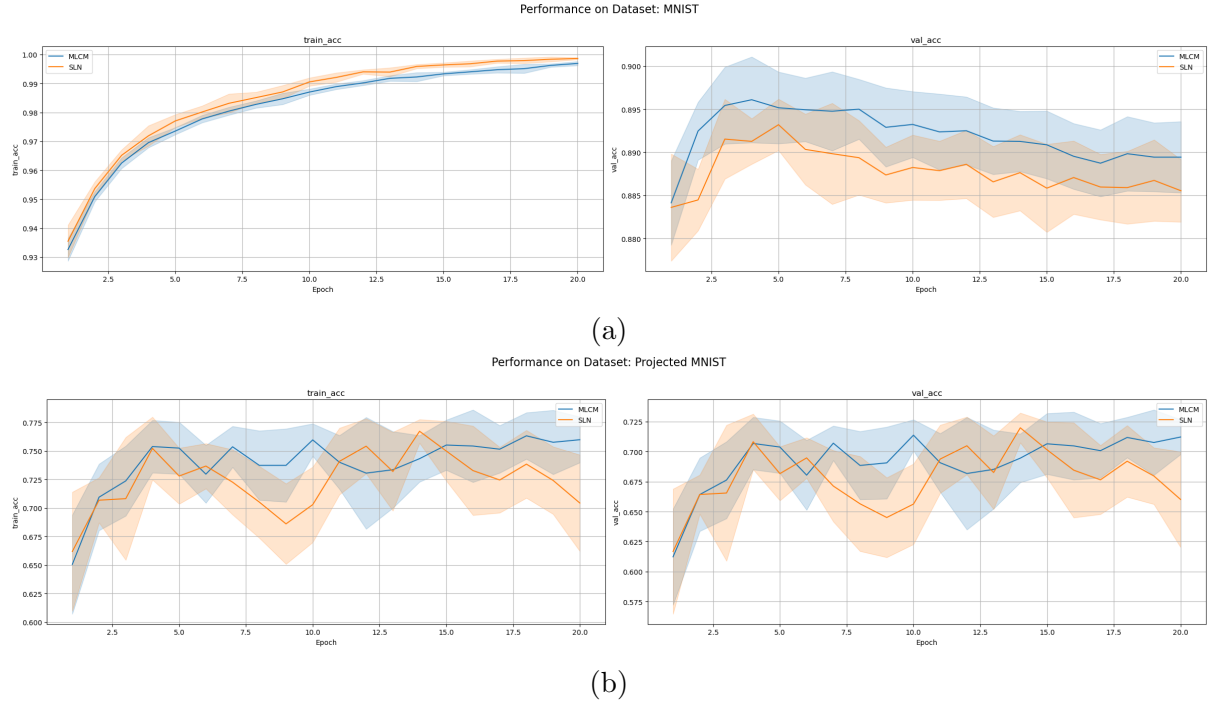 Performance on Dataset: MNIST
train_acc
val_acc
MLCM
SLN
MLCM
SLN
train_acc
1.00
0.99
0.98
0.97
0.96
0.95
0.94
0.93
2.5 5.0 7.5 10.0 12.5 15.0 17.5 20.0
Epoch
val_acc
0.900
0.895
0.890
0.885
0.880
2.5 5.0 7.5 10.0 12.5 15.0 17.5 20.0
Epoch
(a)
Performance on Dataset: Projected MNIST
train_acc
val_acc
MLCM
SLN
MLCM
SLN
train_acc
0.775
0.750
0.725
0.700
0.675
0.650
0.625
0.600
2.5 5.0 7.5 10.0 12.5 15.0 17.5 20.0
Epoch
val_acc
0.725
0.700
0.675
0.650
0.625
0.600
0.575
2.5 5.0 7.5 10.0 12.5 15.0 17.5 20.0
Epoch
(b)